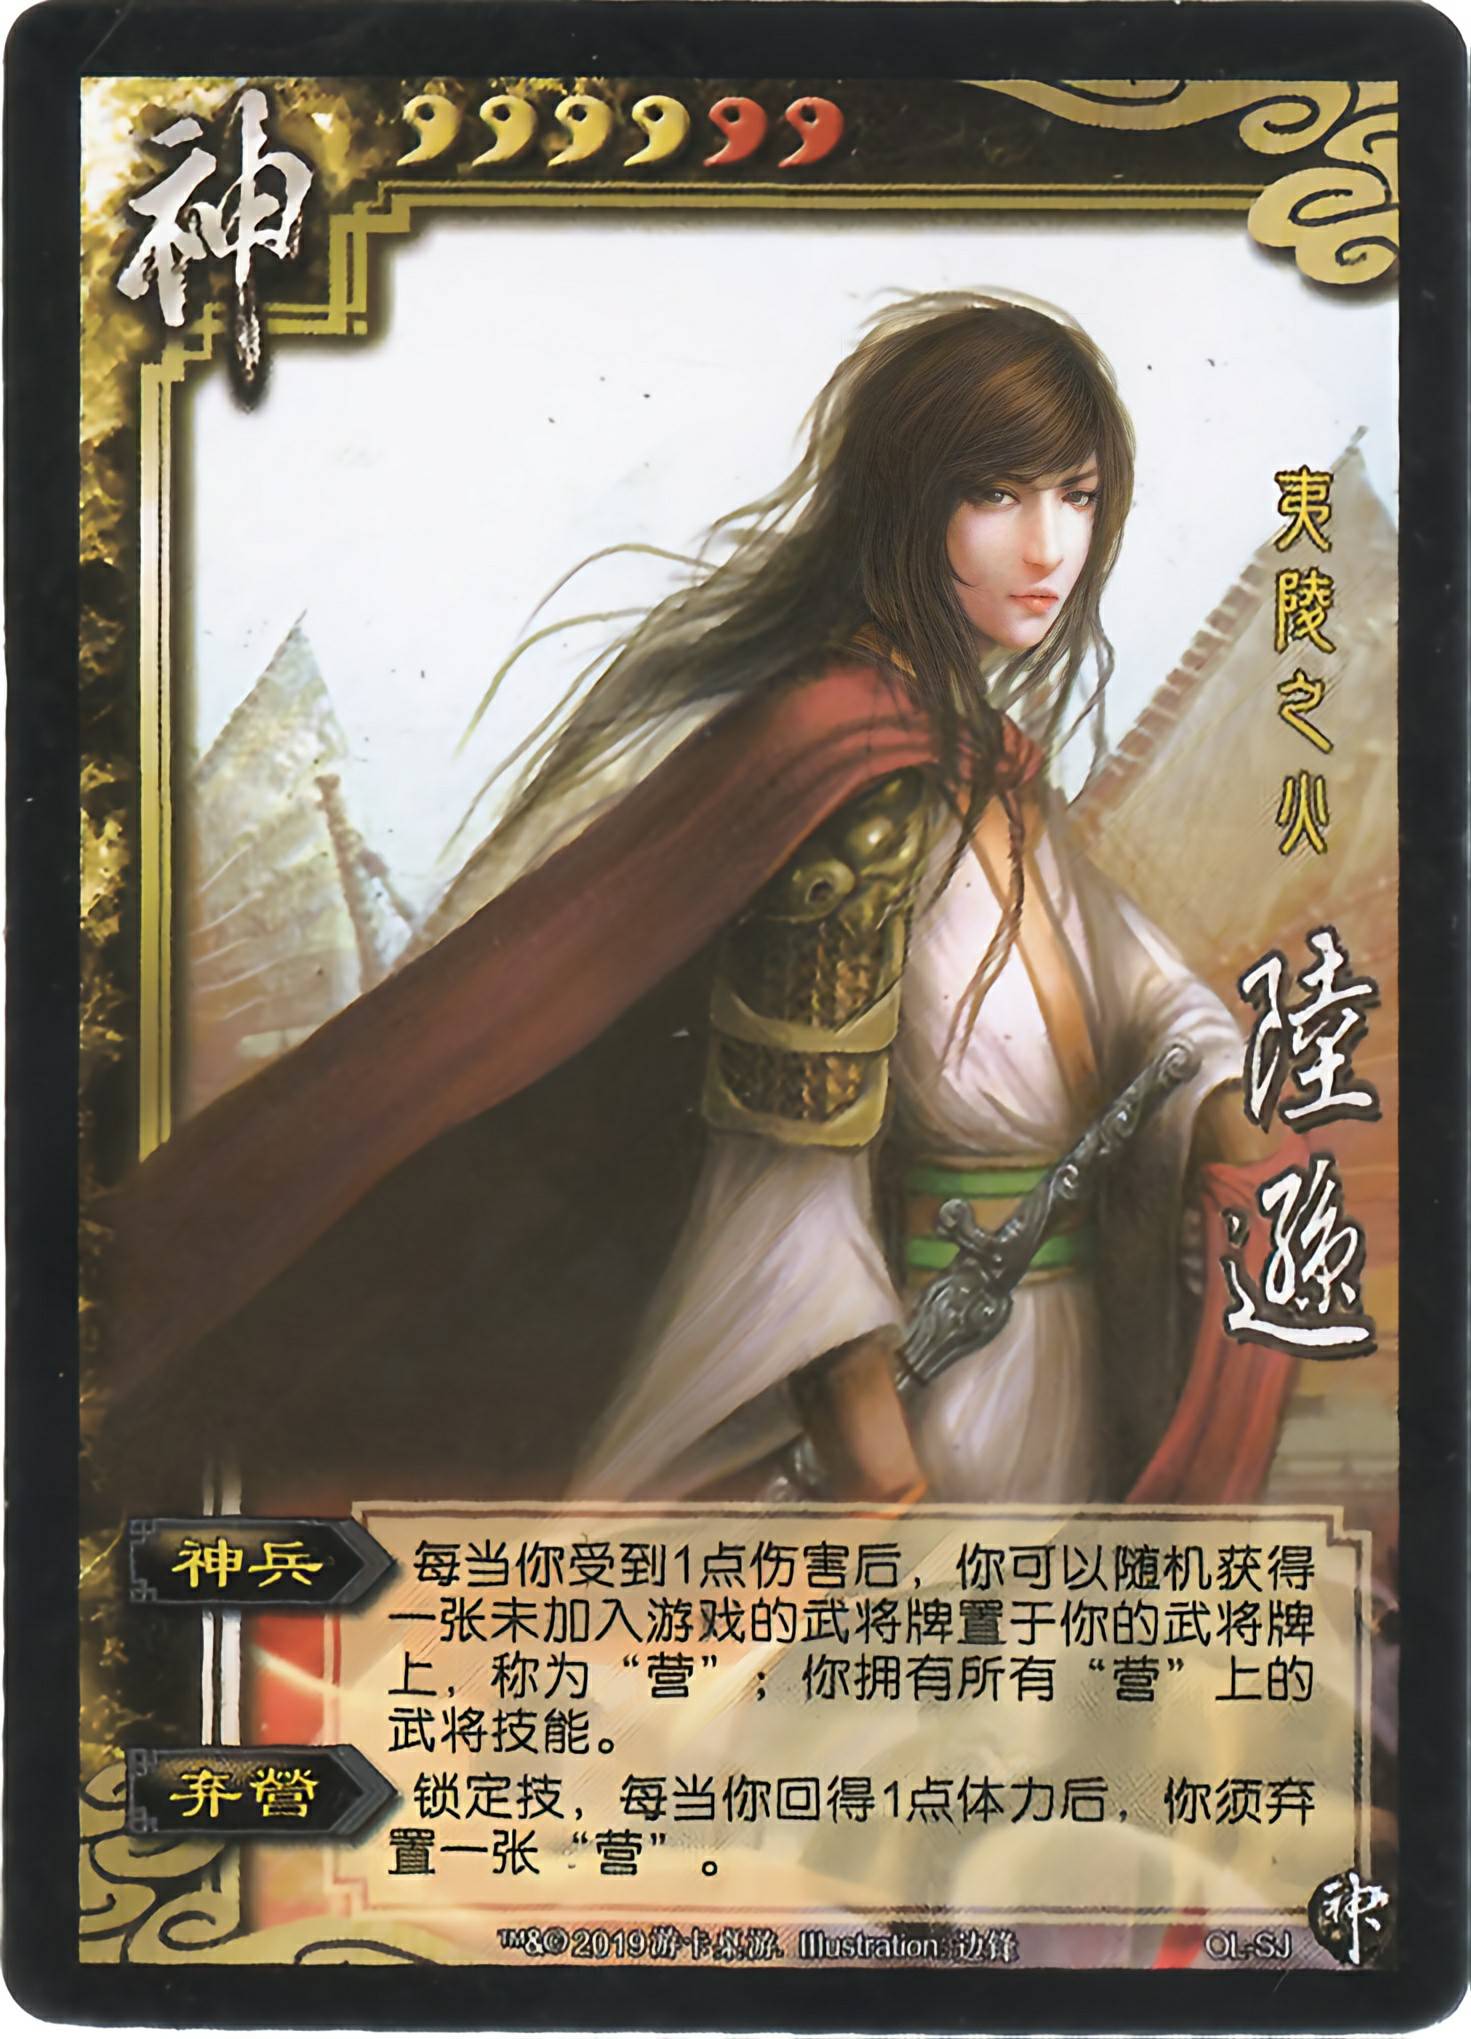 神
夷陵之火
陸遜
神兵
每当你受到1点伤害后，你可以随机获得
一张未加入游戏的武将牌置于你的武将牌
上，称为“营”；你拥有所有“营”上的
武将技能。
弃營
锁定技，每当你回得1点体力后，你须弃
置一张“营”。
™&©2019游卡桌游. Illustration:边锋
OL-SJ
神